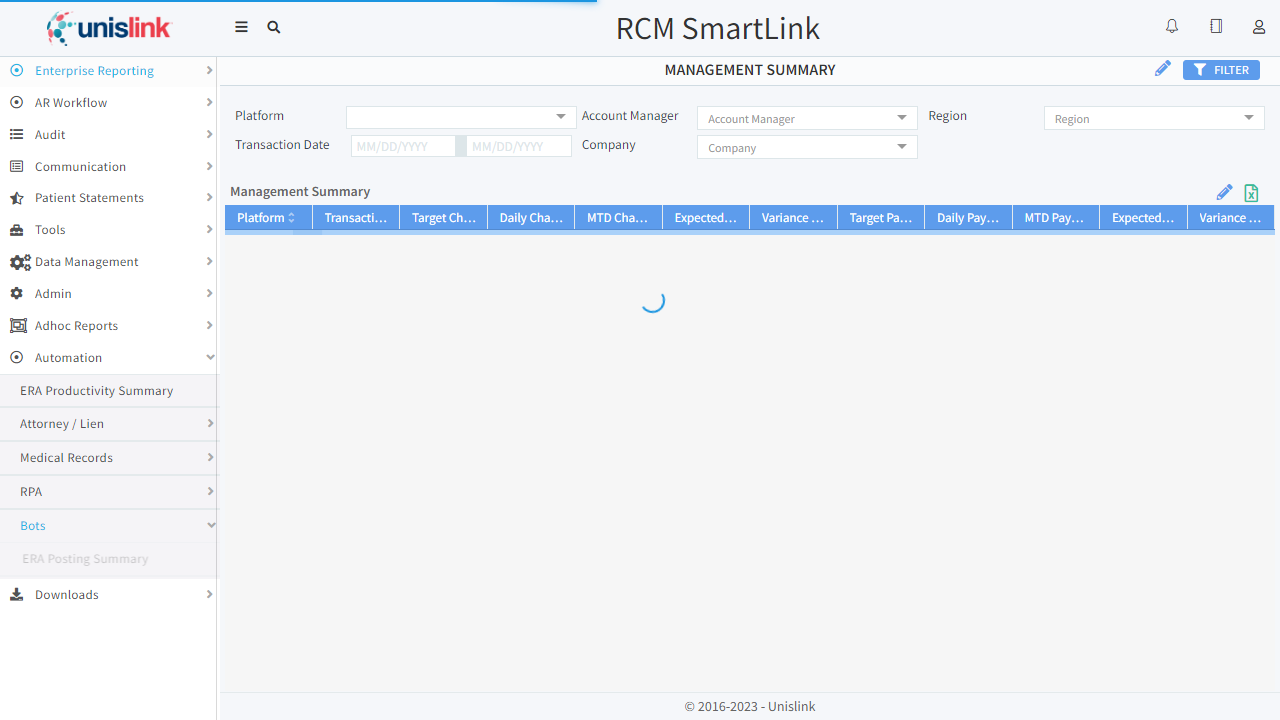 unislink
RCM SmartLink
Enterprise Reporting
AR Workflow
Audit
Communication
Patient Statements
Tools
Data Management
Admin
Adhoc Reports
Automation
ERA Productivity Summary
Attorney / Lien
Medical Records
RPA
Bots
ERA Posting Summary
Downloads
MANAGEMENT SUMMARY
FILTER
Platform
Account Manager
Account Manager
Region
Region
Transaction Date
MM/DD/YYYY
MM/DD/YYYY
Company
Company
Management Summary
Platform
Transacti...
Target Ch...
Daily Cha...
MTD Cha...
Expected...
Variance ...
Target Pa...
Daily Pay...
MTD Pay...
Expected...
Variance ...
© 2016-2023 - Unislink